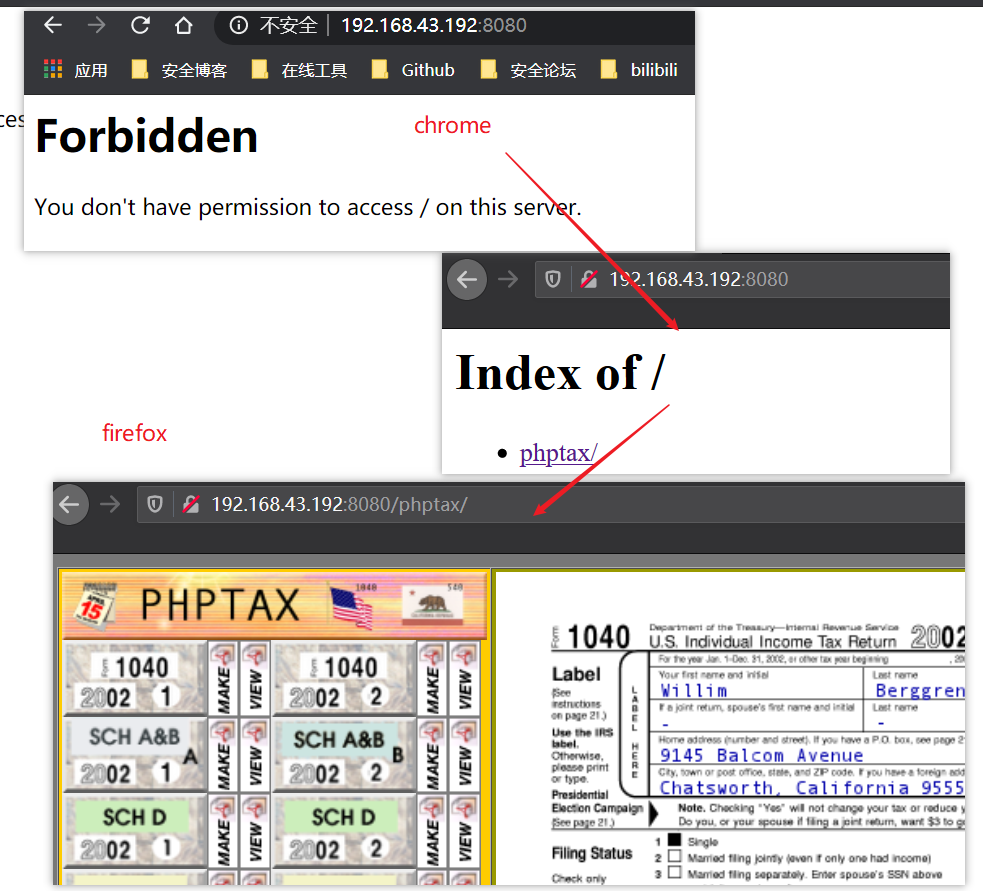 不安全 | 192.168.43.192:8080
应用 安全博客 在线工具 Github 安全论坛 bilibili
ces
Forbidden
chrome
You don't have permission to access / on this server.
192.168.43.192:8080
Index of /
phptax/
firefox
192.168.43.192:8080/phptax/
APRIL 15 PHPTAX 1040 540
Form 1040 2002 1 MAKE VIEW Form 1040 2002 2 MAKE VIEW
SCH A&B 2002 1 A MAKE VIEW SCH A&B 2002 2 B MAKE VIEW
SCH D 2002 1 MAKE VIEW SCH D 2002 2 MAKE VIEW
Form 1040
Department of the Treasury—Internal Revenue Service
U.S. Individual Income Tax Return 2002
For the year Jan. 1-Dec. 31, 2002, or other tax year beginning , 20
Label
(See
instructions
on page 21.)
Use the IRS
label.
Otherwise,
please print
or type.
Presidential
Election Campaign
(See page 21.)
LABEL HERE
Your first name and initial Last name
Willim Berggren
If a joint return, spouse's first name and initial Last name
- -
Home address (number and street). If you have a P.O. box, see page 2
9145 Balcom Avenue
City, town or post office, state, and ZIP code. If you have a foreign add
Chatsworth, California 9555
Note. Checking "Yes" will not change your tax or reduce y
Do you, or your spouse if filing a joint return, want $3 to g
Filing Status
Check only
1 Single
2 Married filing jointly (even if only one had income)
3 Married filing separately. Enter spouse's SSN above